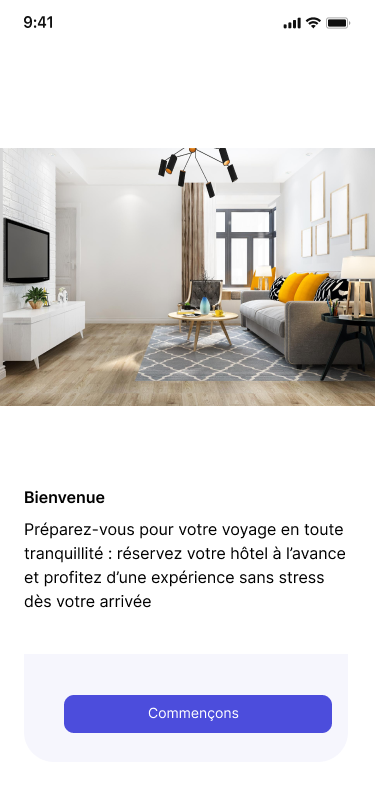 9:41
Bienvenue
Préparez-vous pour votre voyage en toute
tranquillité : réservez votre hôtel à l’avance
et profitez d’une expérience sans stress
dès votre arrivée
Commençons